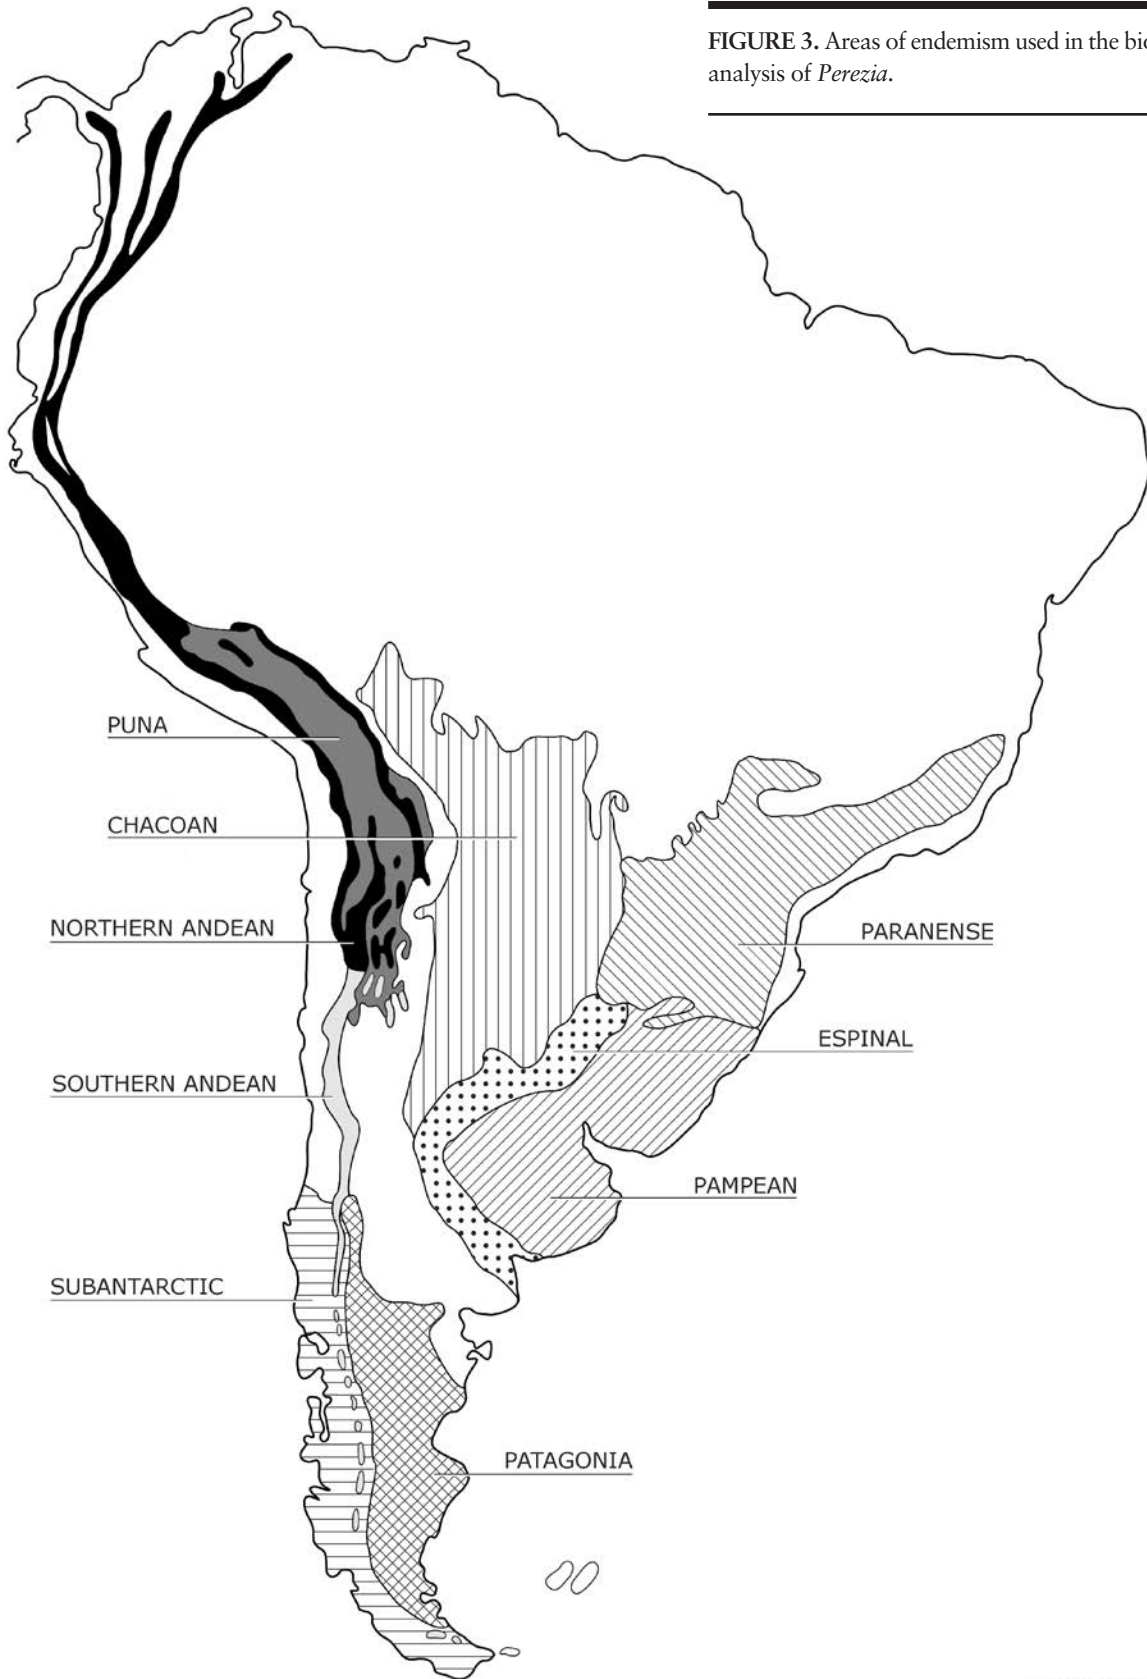 FIGURE 3. Areas of endemism used in the
analysis of Perezia.
PUNA
CHACOAN
NORTHERN ANDEAN
PARANENSE
ESPINAL
SOUTHERN ANDEAN
PAMPEAN
SUBANTARCTIC
PATAGONIA